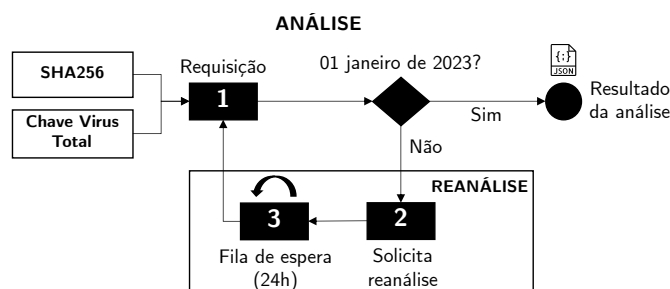 ANÁLISE
SHA256
Chave Virus
Total
Requisição
1
01 janeiro de 2023?
{:}
JSON
Resultado
da análise
Sim
Não
REANÁLISE
3
2
Fila de espera
(24h)
Solicita
reanálise